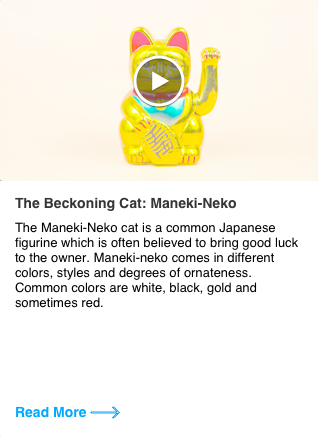 The Beckoning Cat: Maneki-Neko
The Maneki-Neko cat is a common Japanese
figurine which is often believed to bring good luck
to the owner. Maneki-neko comes in different
colors, styles and degrees of ornateness.
Common colors are white, black, gold and
sometimes red.
Read More